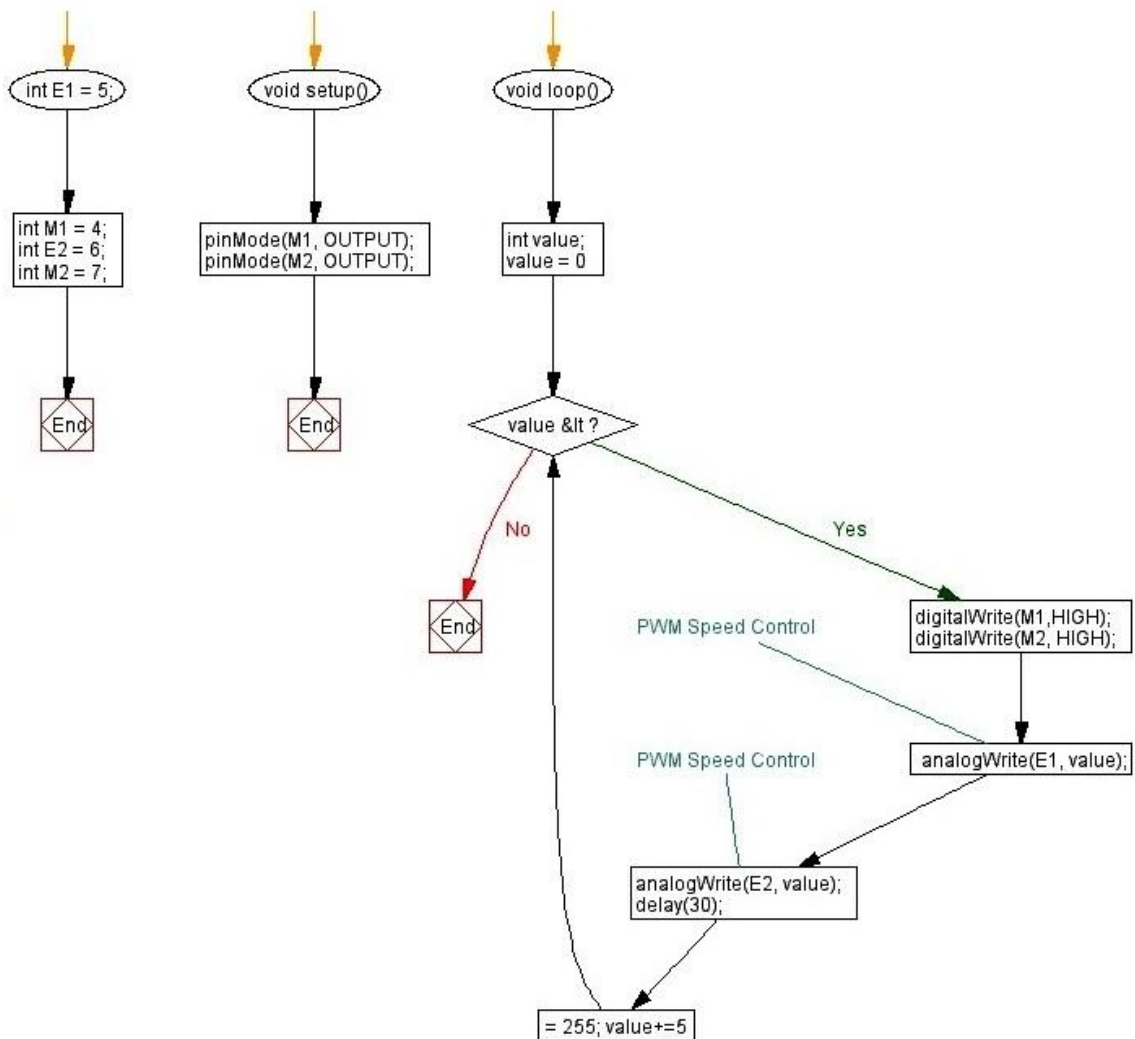 int E1 = 5;
int M1 = 4;
int E2 = 6;
int M2 = 7;
End
void setup()
pinMode(M1, OUTPUT);
pinMode(M2, OUTPUT);
End
void loop()
int value;
value = 0
value &lt ?
No
Yes
End
digitalWrite(M1,HIGH);
digitalWrite(M2, HIGH);
PWM Speed Control
analogWrite(E1, value);
PWM Speed Control
analogWrite(E2, value);
delay(30);
= 255; value+=5